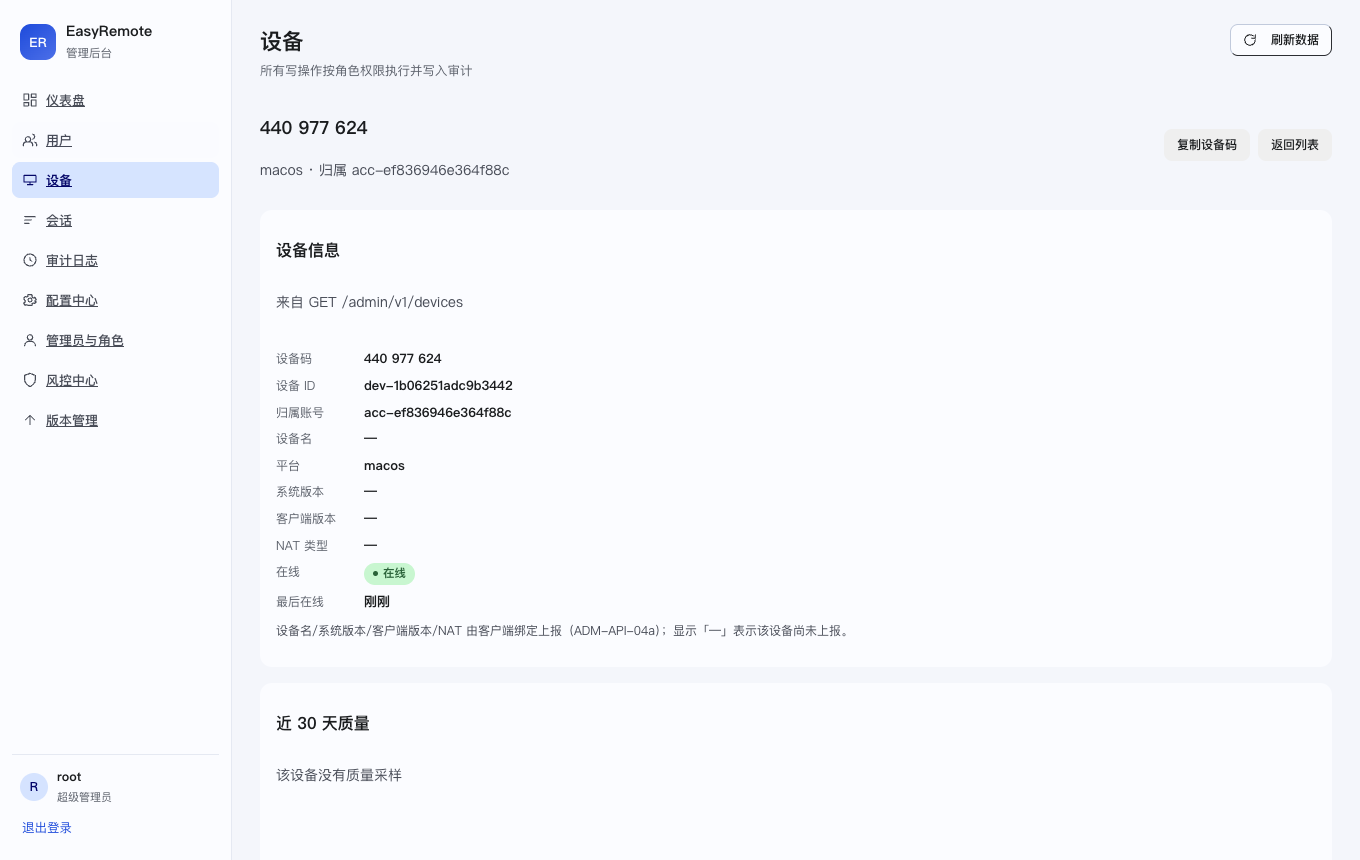 ER
EasyRemote
管理后台
仪表盘
用户
设备
会话
审计日志
配置中心
管理员与角色
风控中心
版本管理
R
root
超级管理员
退出登录
设备
所有写操作按角色权限执行并写入审计
刷新数据
440 977 624
macos · 归属 acc-ef836946e364f88c
复制设备码
返回列表
设备信息
来自 GET /admin/v1/devices
设备码 440 977 624
设备 ID dev-1b06251adc9b3442
归属账号 acc-ef836946e364f88c
设备名 —
平台 macos
系统版本 —
客户端版本 —
NAT 类型 —
在线 在线
最后在线 刚刚
设备名/系统版本/客户端版本/NAT 由客户端绑定上报（ADM-API-04a）；显示「—」表示该设备尚未上报。
近 30 天质量
该设备没有质量采样